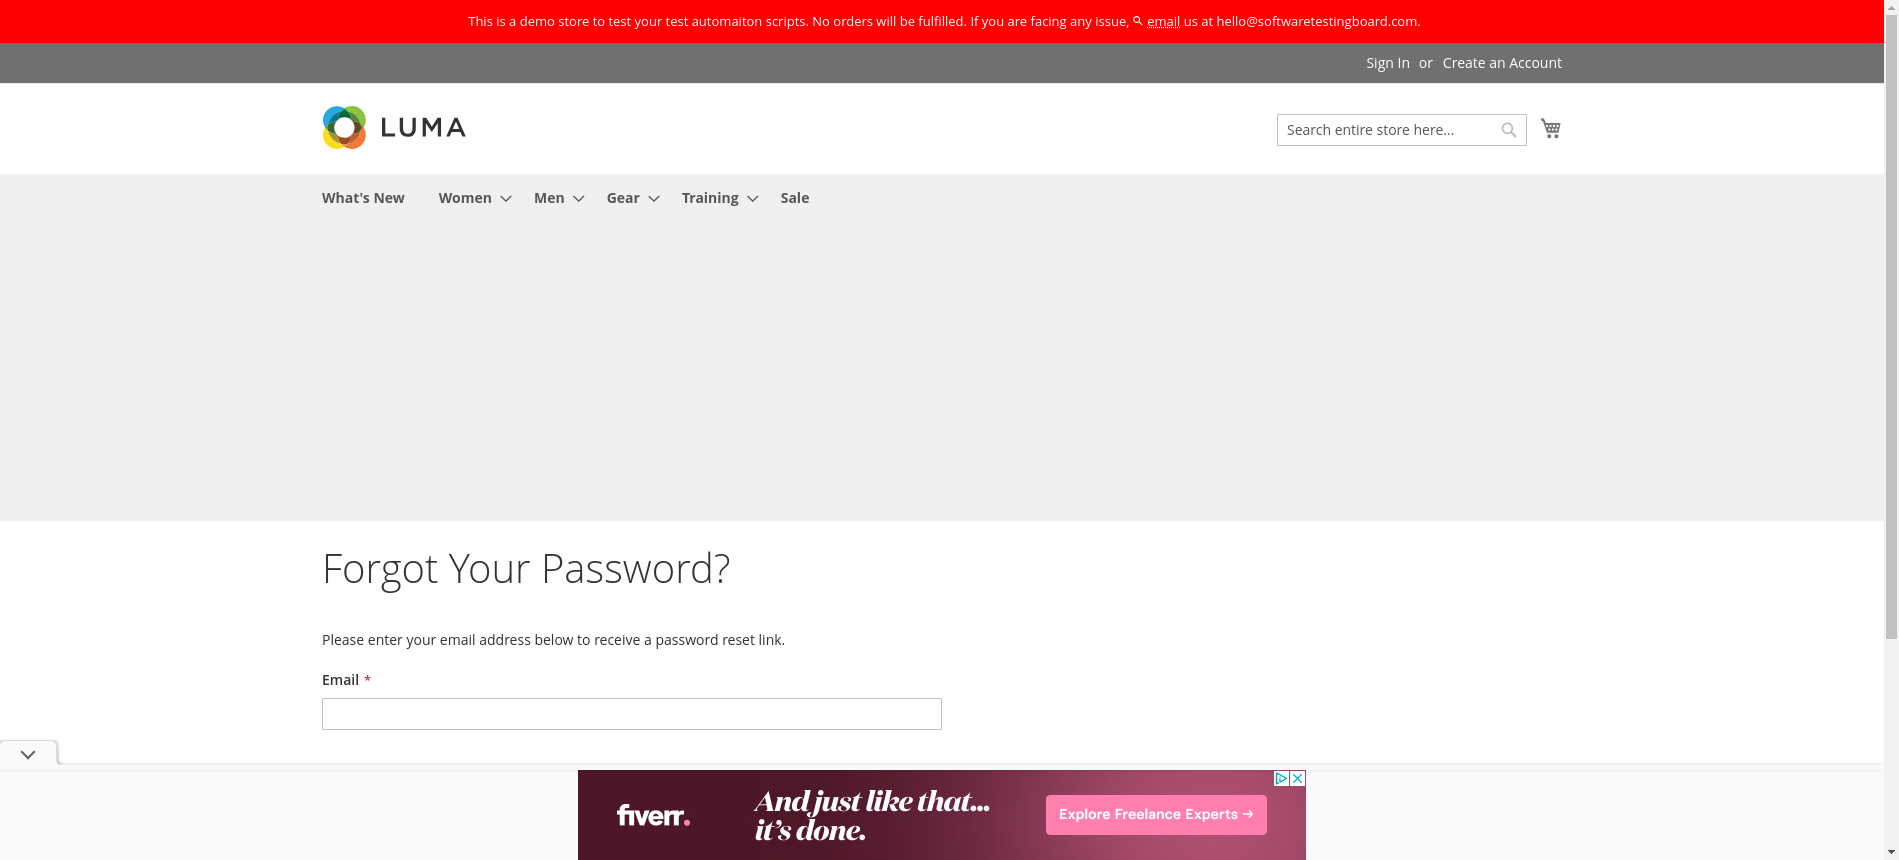 This is a demo store to test your test automaiton scripts. No orders will be fulfilled. If you are facing any issue, email us at hello@softwaretestingboard.com.
Sign In or Create an Account
LUMA
Search entire store here...
What's New Women Men Gear Training Sale
Forgot Your Password?
Please enter your email address below to receive a password reset link.
Email *
fiverr.
And just like that...
it's done.
Explore Freelance Experts →